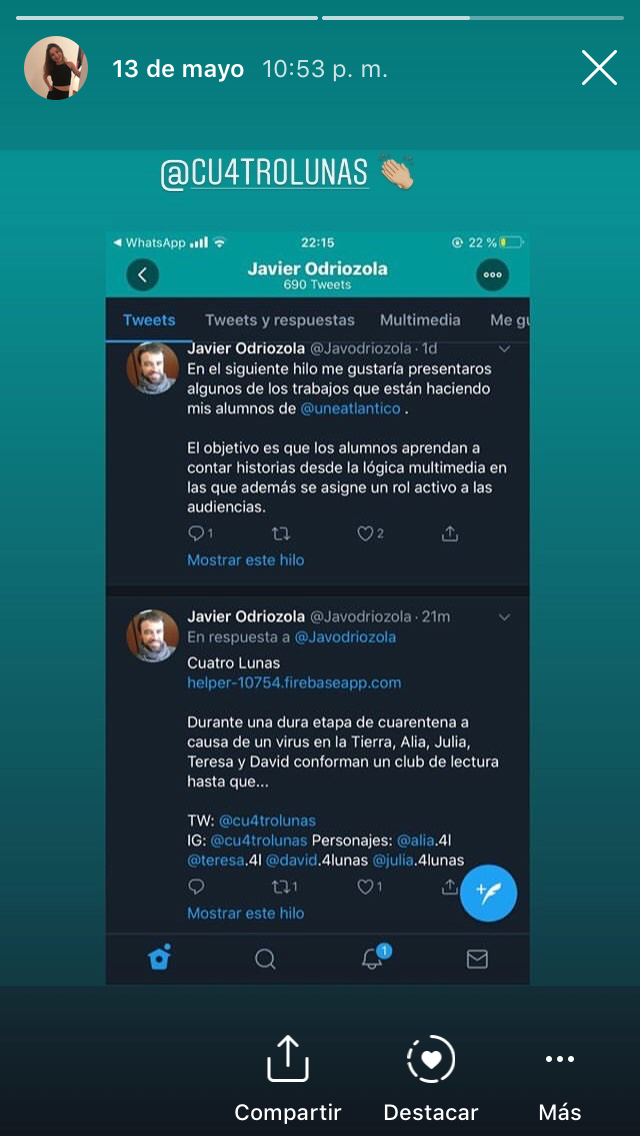 13 de mayo 10:53 p. m.
@CU4TROLUNAS 👏🏼
WhatsApp 22:15 22 %
Javier Odriozola
690 Tweets
Tweets Tweets y respuestas Multimedia Me gu
Javier Odriozola @Javodriozola · 1d
En el siguiente hilo me gustaría presentaros
algunos de los trabajos que están haciendo
mis alumnos de @uneatlantico .
El objetivo es que los alumnos aprendan a
contar historias desde la lógica multimedia en
las que además se asigne un rol activo a las
audiencias.
1 2
Mostrar este hilo
Javier Odriozola @Javodriozola · 21m
En respuesta a @Javodriozola
Cuatro Lunas
helper-10754.firebaseapp.com
Durante una dura etapa de cuarentena a
causa de un virus en la Tierra, Alia, Julia,
Teresa y David conforman un club de lectura
hasta que...
TW: @cu4trolunas
IG: @cu4trolunas Personajes: @alia.4l
@teresa.4l @david.4lunas @julia.4lunas
1 1
Mostrar este hilo
1
Compartir Destacar Más